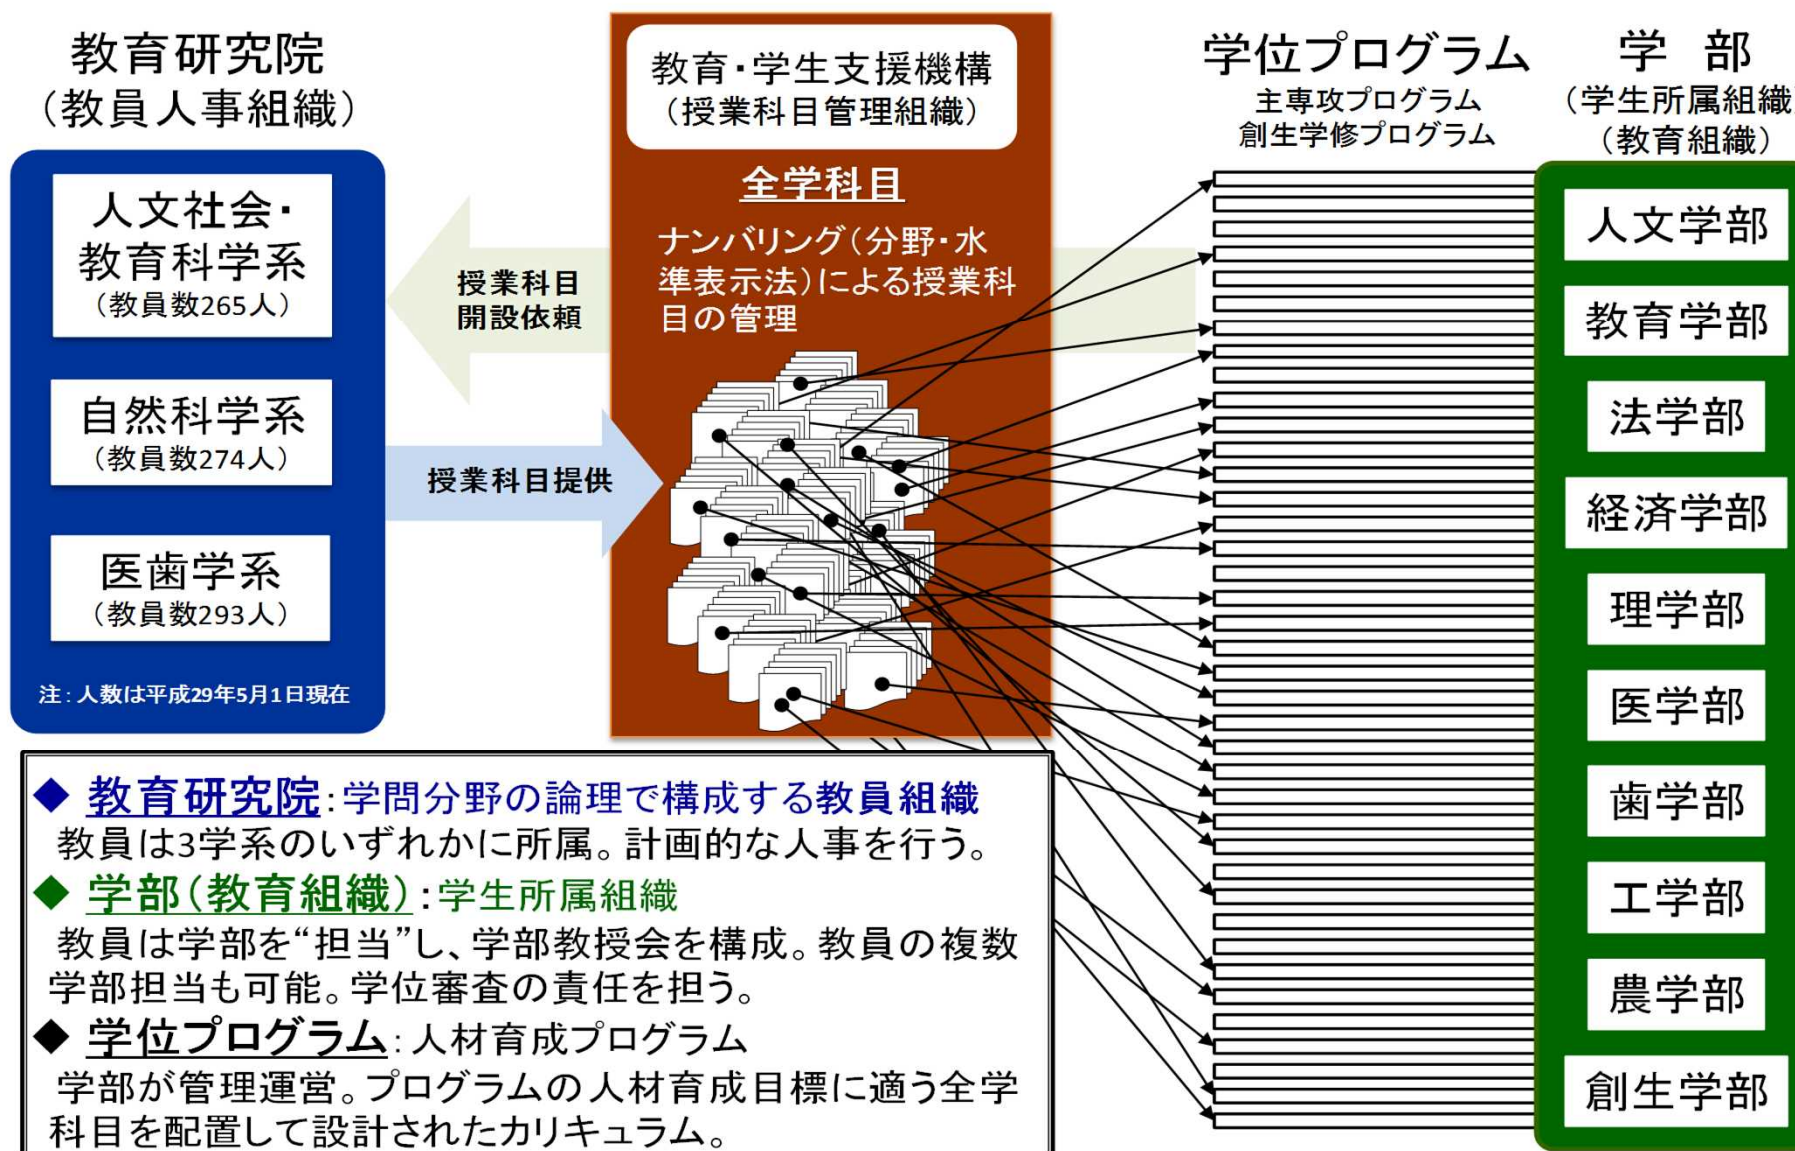 教育研究院
（教員人事組織）
人文社会・
教育科学系
（教員数265人）
自然科学系
（教員数274人）
医歯学系
（教員数293人）
注：人数は平成29年5月1日現在
授業科目
開設依頼
授業科目提供
教育・学生支援機構
（授業科目管理組織）
全学科目
ナンバリング（分野・水
準表示法）による授業科
目の管理
学位プログラム
主専攻プログラム
創生学修プログラム
学 部
（学生所属組織）
（教育組織）
人文学部
教育学部
法学部
経済学部
理学部
医学部
歯学部
工学部
農学部
創生学部
◆ 教育研究院：学問分野の論理で構成する教員組織
教員は3学系のいずれかに所属。計画的な人事を行う。
◆ 学部（教育組織）：学生所属組織
教員は学部を“担当”し、学部教授会を構成。教員の複数
学部担当も可能。学位審査の責任を担う。
◆ 学位プログラム：人材育成プログラム
学部が管理運営。プログラムの人材育成目標に適う全学
科目を配置して設計されたカリキュラム。